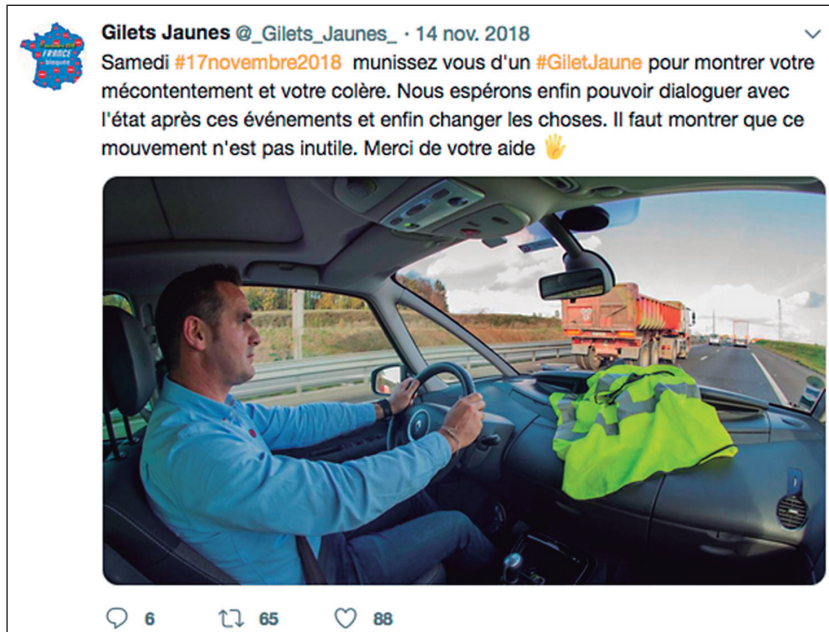 Gilets Jaunes @_Gilets_Jaunes_ · 14 nov. 2018
Samedi #17novembre2018 munissez vous d'un #GiletJaune pour montrer votre
mécontentement et votre colère. Nous espérons enfin pouvoir dialoguer avec
l'état après ces événements et enfin changer les choses. Il faut montrer que ce
mouvement n'est pas inutile. Merci de votre aide 🖐
FRANCE
bloquée
6 65 88